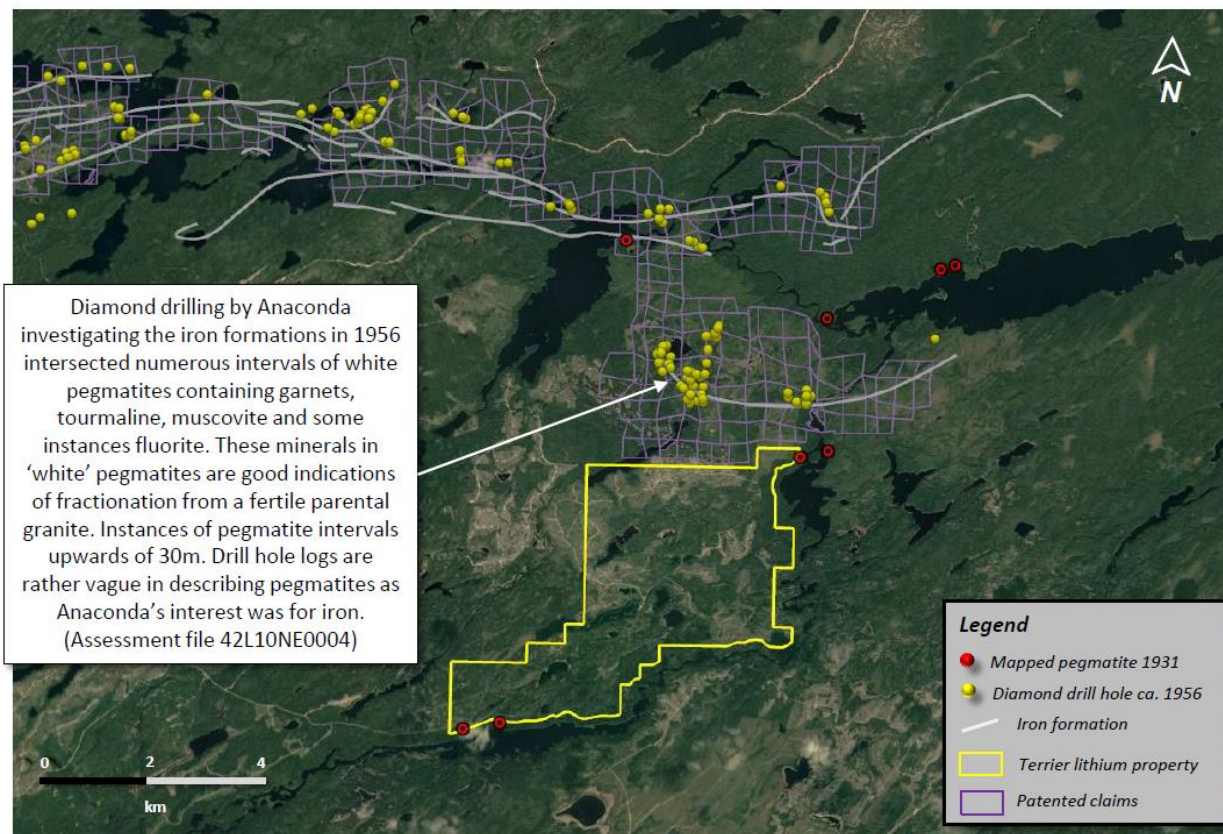 N
Diamond drilling by Anaconda
investigating the iron formations in 1956
intersected numerous intervals of white
pegmatites containing garnets,
tourmaline, muscovite and some
instances fluorite. These minerals in
‘white’ pegmatites are good indications
of fractionation from a fertile parental
granite. Instances of pegmatite intervals
upwards of 30m. Drill hole logs are
rather vague in describing pegmatites as
Anaconda’s interest was for iron.
(Assessment file 42L10NE0004)
Legend
Mapped pegmatite 1931
Diamond drill hole ca. 1956
Iron formation
Terrier lithium property
Patented claims
0 2 4
km